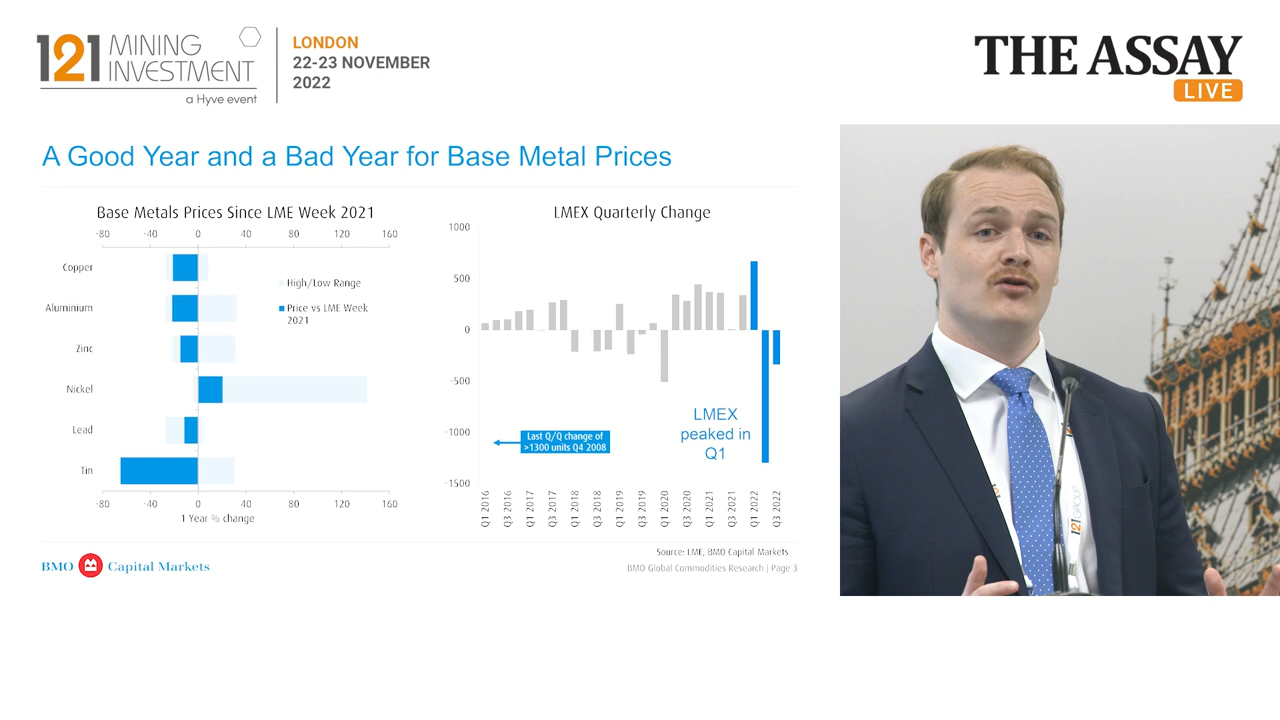 121 MINING
INVESTMENT
a Hyve event
LONDON
22-23 NOVEMBER
2022
THE ASSAY
LIVE
A Good Year and a Bad Year for Base Metal Prices
Base Metals Prices Since LME Week 2021
-80 -40 0 40 80 120 160
Copper
Aluminium
Zinc
Nickel
Lead
Tin
High/Low Range
Price vs LME Week
2021
-80 -40 0 40 80 120 160
1 Year % change
LMEX Quarterly Change
1000
500
0
-500
-1000
-1500
LMEX
peaked in
Q1
Last Q/Q change of
>1300 units Q4 2008
Q1 2016
Q3 2016
Q1 2017
Q3 2017
Q1 2018
Q3 2018
Q1 2019
Q3 2019
Q1 2020
Q3 2020
Q1 2021
Q3 2021
Q1 2022
Q3 2022
Source: LME, BMO Capital Markets
BMO Global Commodities Research | Page 3
BMO Capital Markets
121 GROUP